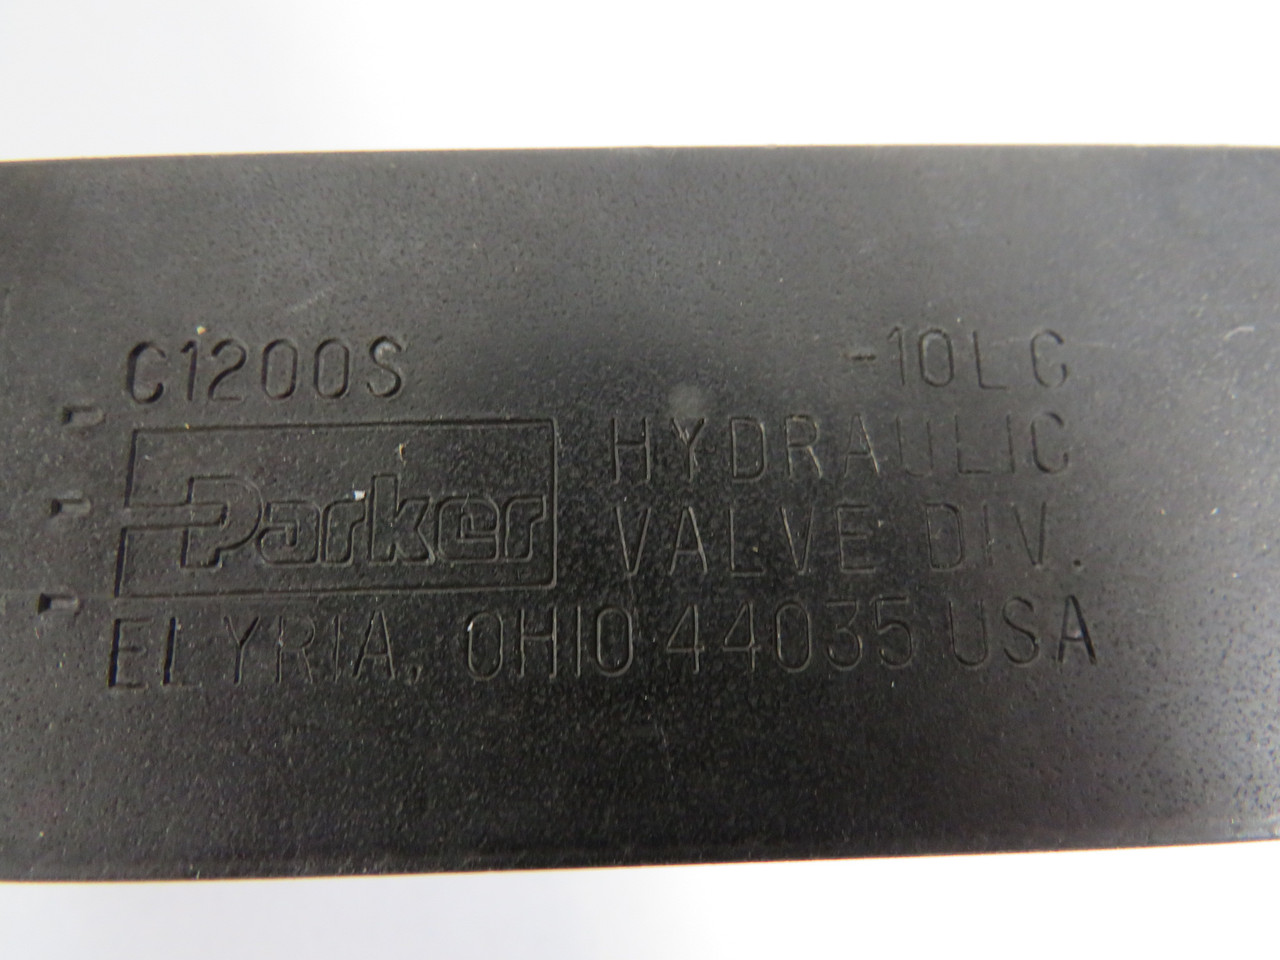 C1200S -10LC
Parker HYDRAULIC
VALVE DIV.
ELYRIA, OHIO 44035 USA